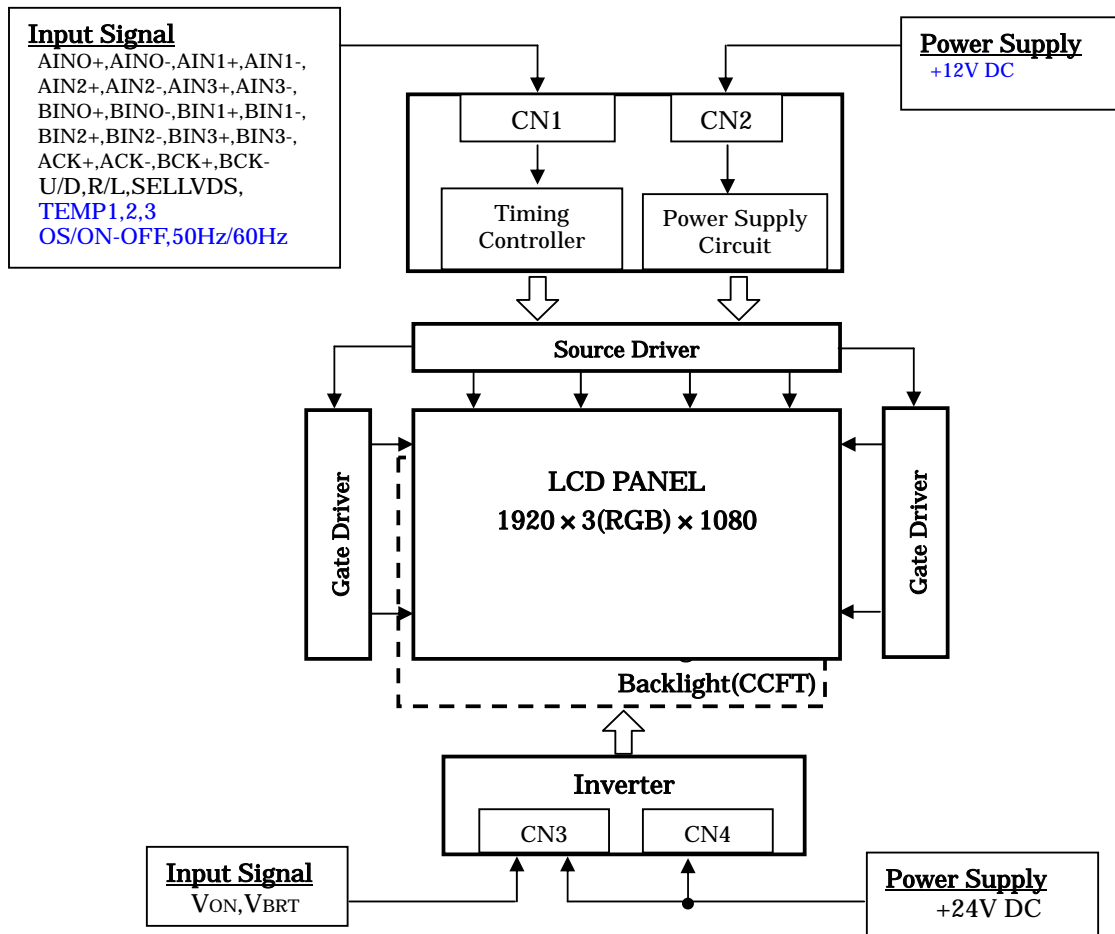 Input Signal
AINO+,AINO-,AIN1+,AIN1-,
AIN2+,AIN2-,AIN3+,AIN3-,
BINO+,BINO-,BIN1+,BIN1-,
BIN2+,BIN2-,BIN3+,BIN3-,
ACK+,ACK-,BCK+,BCK-
U/D,R/L,SELLVDS,
TEMP1,2,3
OS/ON-OFF,50Hz/60Hz
Power Supply
+12V DC
CN1
CN2
Timing
Controller
Power Supply
Circuit
Source Driver
Gate Driver
LCD PANEL
1920 × 3(RGB) × 1080
Gate Driver
Backlight(CCFT)
Inverter
CN3
CN4
Input Signal
VON,VBRT
Power Supply
+24V DC